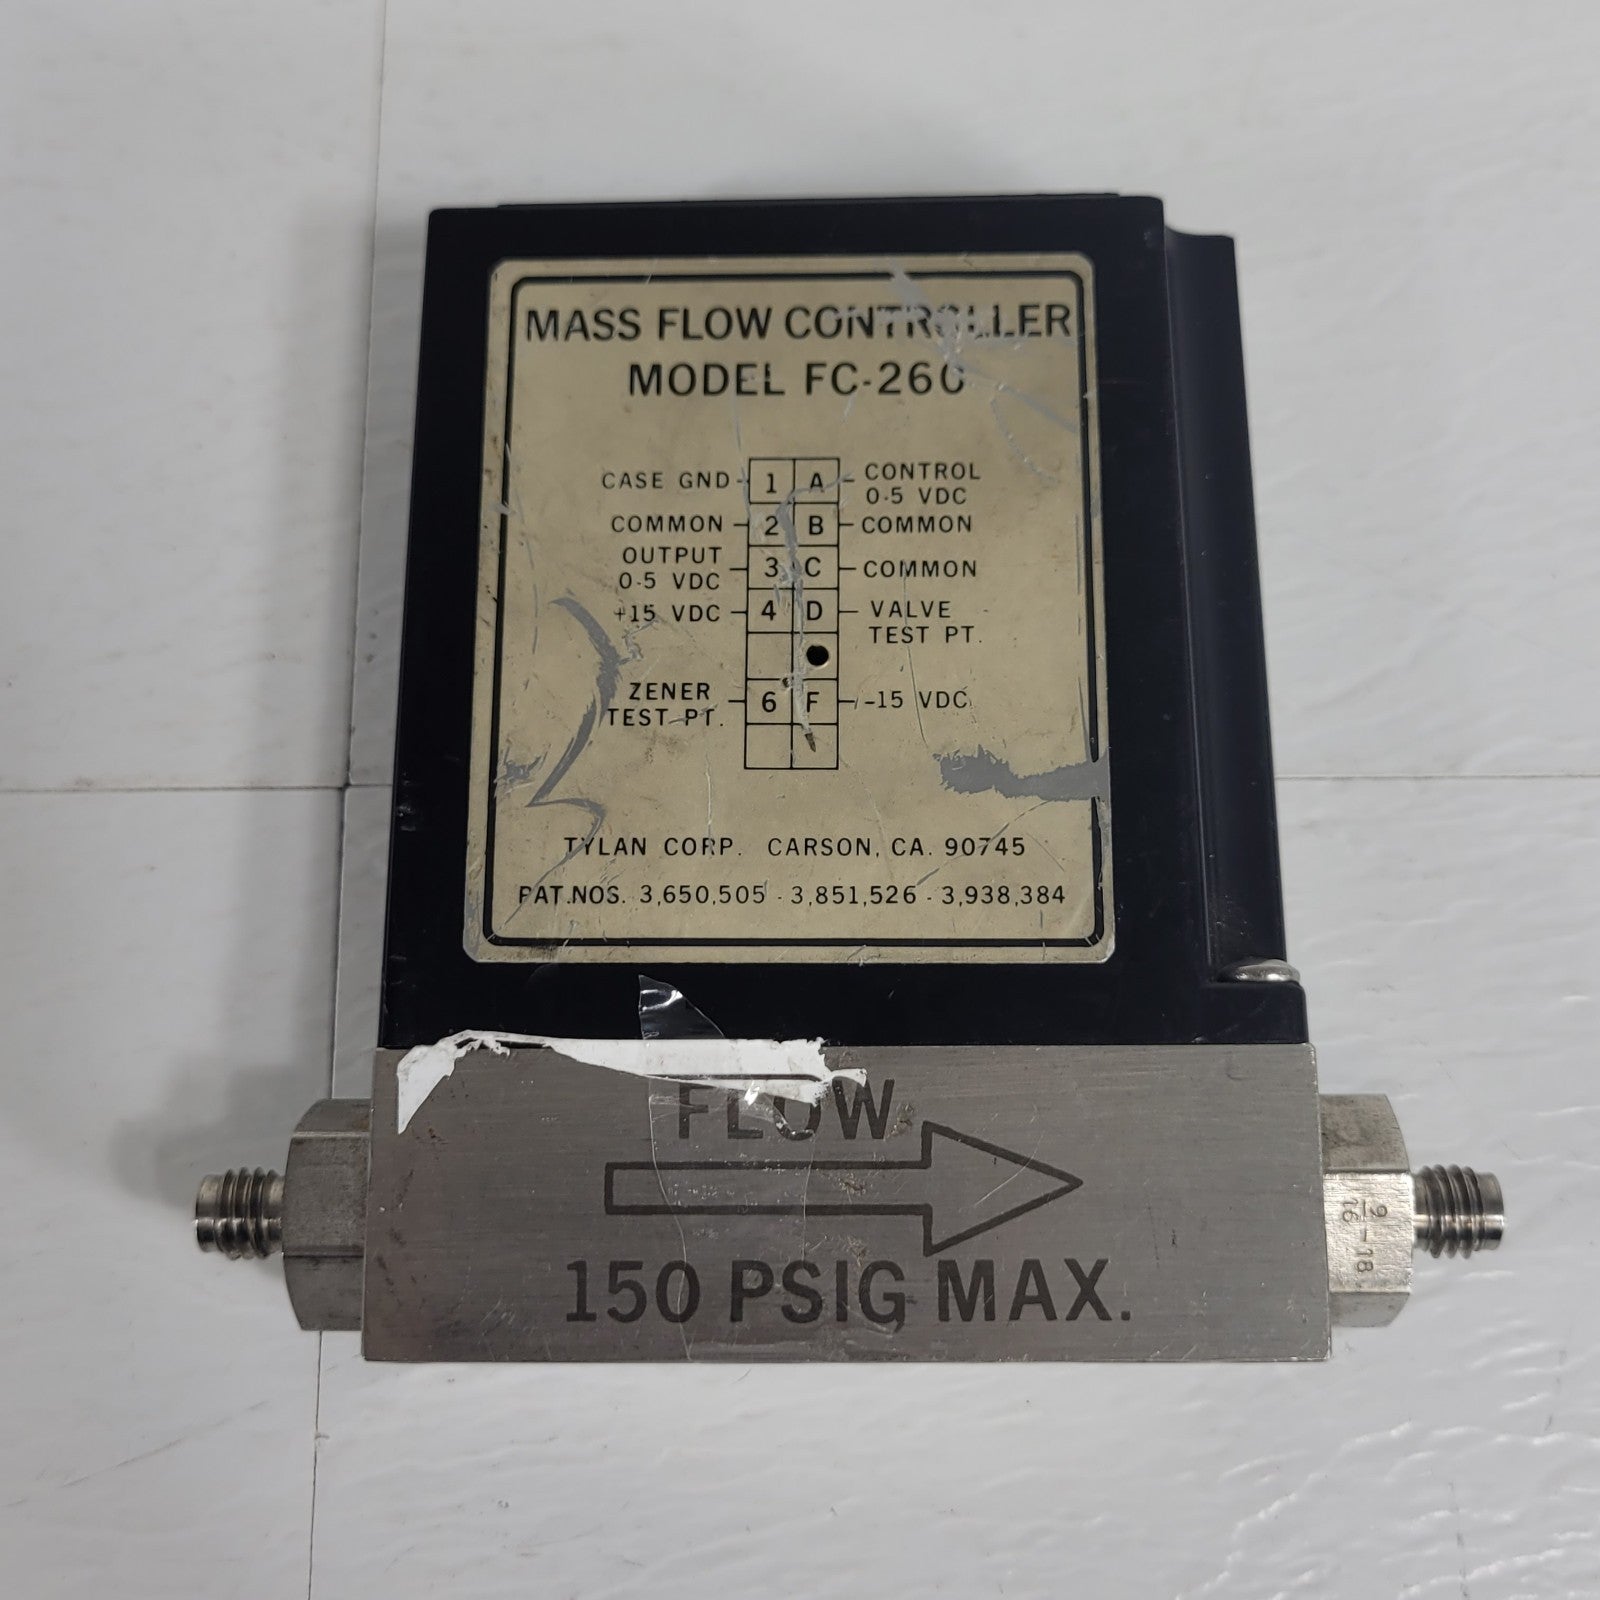 MASS FLOW CONTROLLER
MODEL FC-260
CASE GND 1 A CONTROL
0-5 VDC
COMMON 2 B COMMON
OUTPUT
0-5 VDC 3 C COMMON
+15 VDC 4 D VALVE
TEST PT.
ZENER
TEST PT. 6 F -15 VDC
TYLAN CORP. CARSON, CA. 90745
PAT.NOS. 3,650,505 - 3,851,526 - 3,938,384
FLOW
150 PSIG MAX.
9/16-18